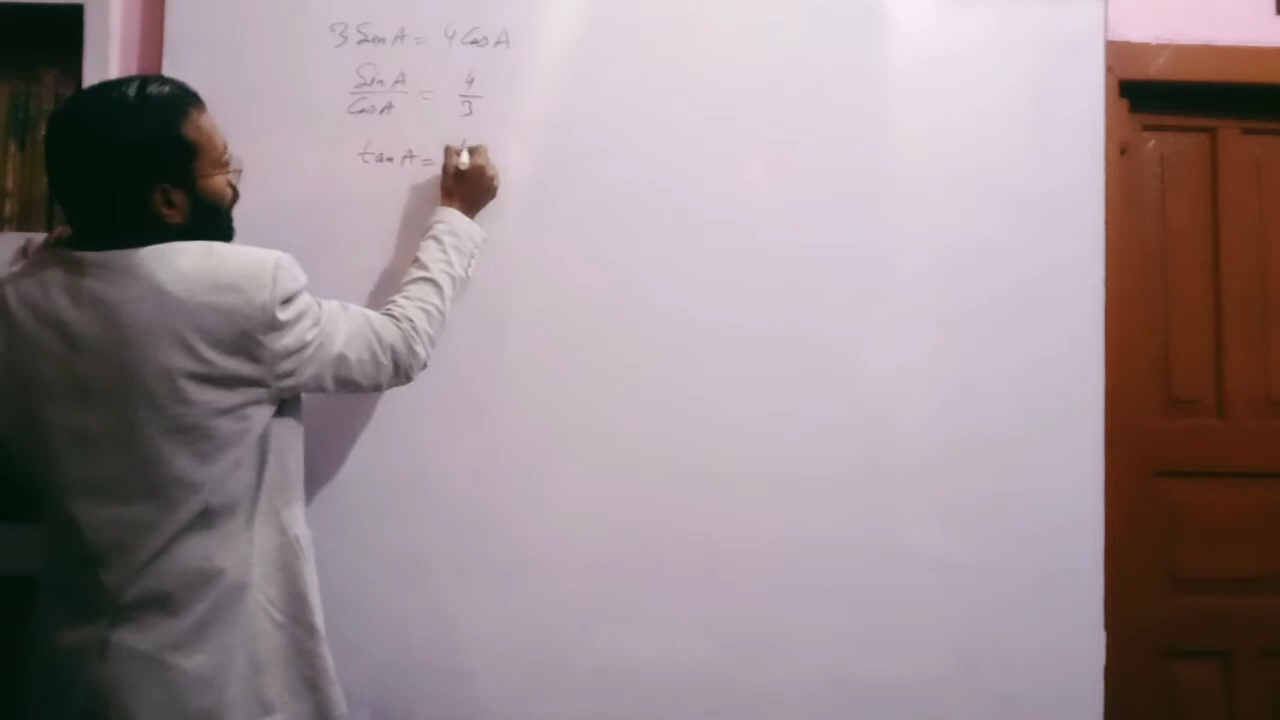 3 Sin A = 4 Cos A
Sin A / Cos A = 4 / 3
tan A =